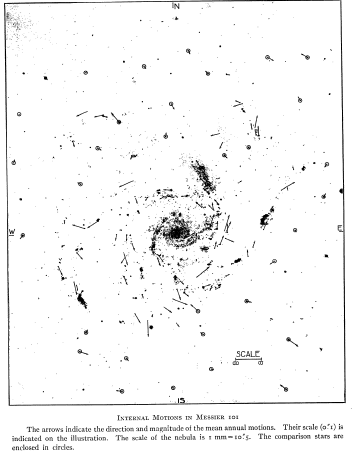 N
E
W
E
SCALE
S
INTERNAL MOTIONS IN MESSIER 101
The arrows indicate the direction and magnitude of the mean annual motions. Their scale (0″.1) is
indicated on the illustration. The scale of the nebula is 1 mm = 10″.5. The comparison stars are
enclosed in circles.